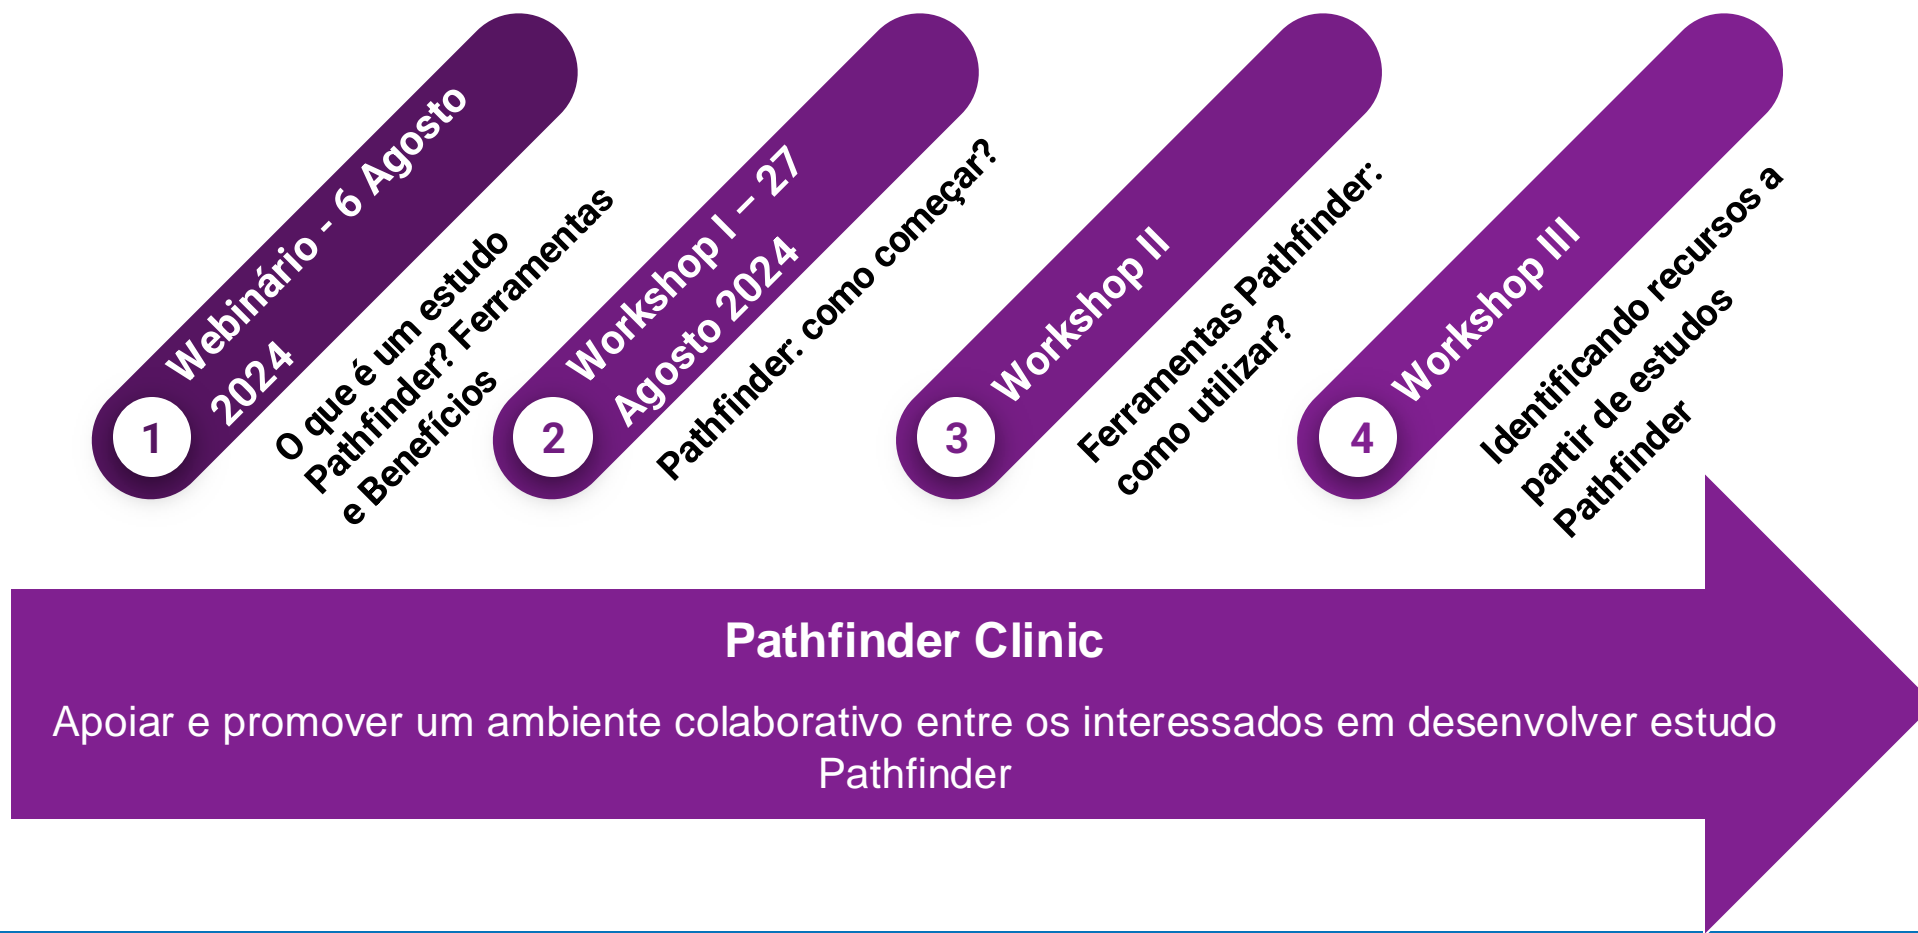 Webinário - 6 Agosto
2024
1
O que é um estudo
Pathfinder? Ferramentas
e Benefícios
Workshop I – 27
Agosto 2024
2
Pathfinder: como começar?
Workshop II
3
Ferramentas Pathfinder:
como utilizar?
Workshop III
4
Identificando recursos a
partir de estudos
Pathfinder
Pathfinder Clinic
Apoiar e promover um ambiente colaborativo entre os interessados em desenvolver estudo
Pathfinder